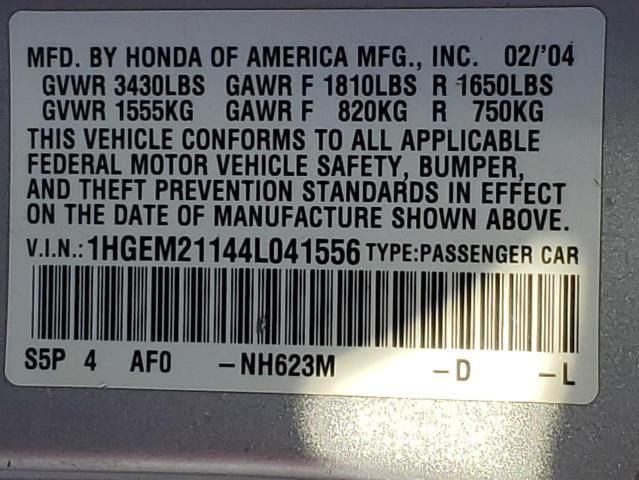 MFD. BY HONDA OF AMERICA MFG., INC. 02/'04
GVWR 3430LBS GAWR F 1810LBS R 1650LBS
GVWR 1555KG GAWR F 820KG R 750KG
THIS VEHICLE CONFORMS TO ALL APPLICABLE
FEDERAL MOTOR VEHICLE SAFETY, BUMPER,
AND THEFT PREVENTION STANDARDS IN EFFECT
ON THE DATE OF MANUFACTURE SHOWN ABOVE.
V.I.N.: 1HGEM21144L041556 TYPE:PASSENGER CAR
S5P 4 AF0 -NH623M -D -L